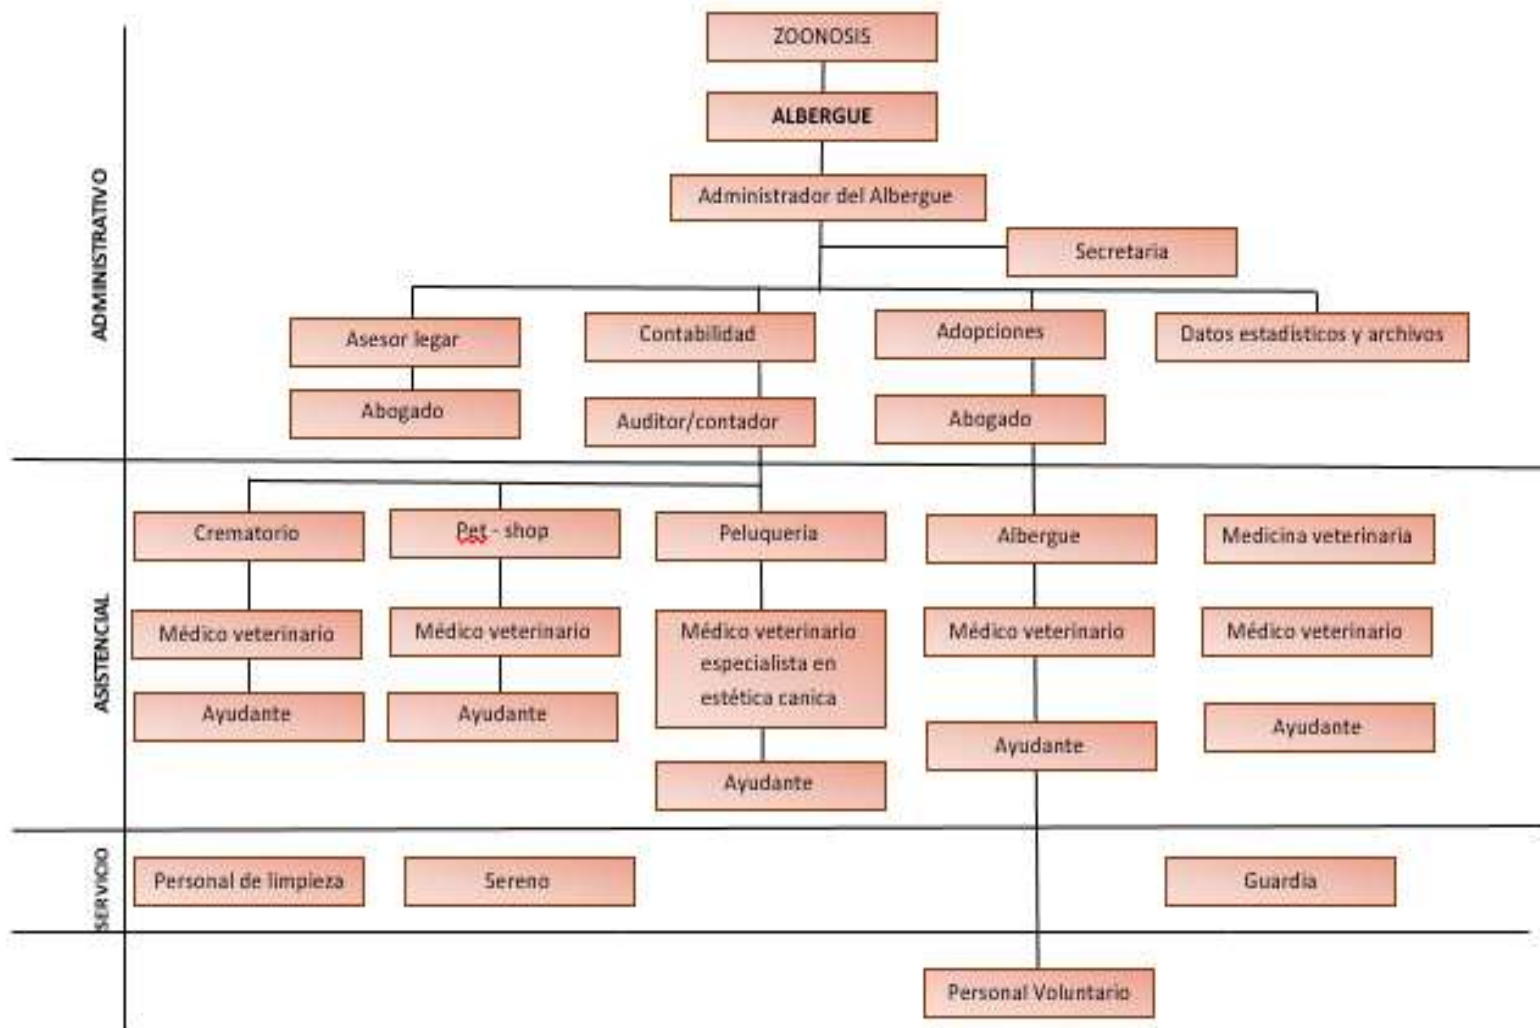 ZOONOSIS
ALBERGUE
Administrador del Albergue
Secretaria
ADMINISTRATIVO
Asesor legar
Contabilidad
Adopciones
Datos estadísticos y archivos
Abogado
Auditor/contador
Abogado
ASISTENCIAL
Crematorio
Pet - shop
Peluqueria
Albergue
Medicina veterinaria
Médico veterinario
Médico veterinario
Médico veterinario
especialista en
estética canica
Médico veterinario
Médico veterinario
Ayudante
Ayudante
Ayudante
Ayudante
Ayudante
SERVICIO
Personal de limpieza
Sereno
Guardia
Personal Voluntario